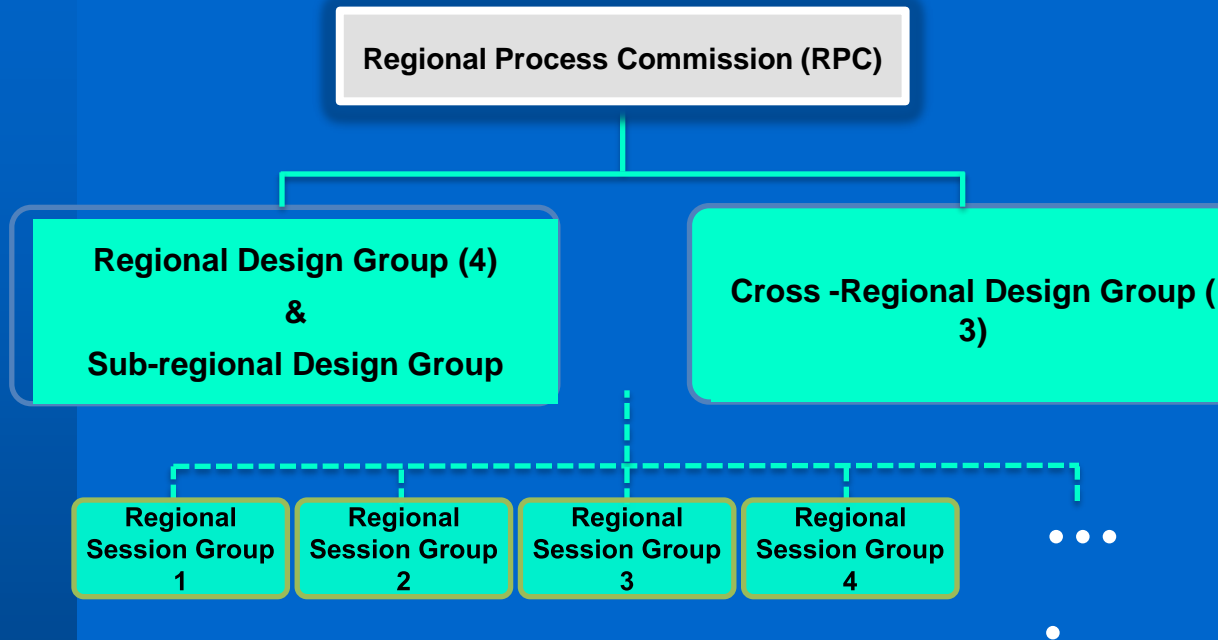 Regional Process Commission (RPC)
Regional Design Group (4)
&
Sub-regional Design Group
Cross -Regional Design Group (
3)
Regional
Session Group
1
Regional
Session Group
2
Regional
Session Group
3
Regional
Session Group
4
...
.